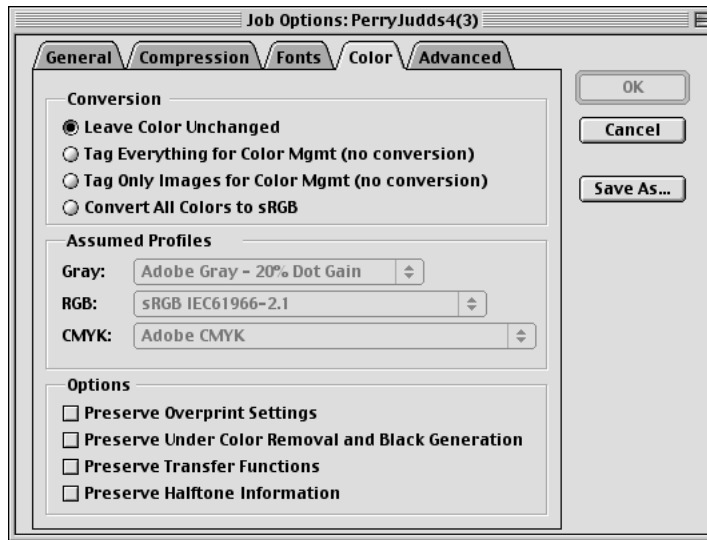 Job Options: PerryJudds4(3)
General Compression Fonts Color Advanced
Conversion
Leave Color Unchanged
Tag Everything for Color Mgmt (no conversion)
Tag Only Images for Color Mgmt (no conversion)
Convert All Colors to sRGB
Assumed Profiles
Gray: Adobe Gray - 20% Dot Gain
RGB: sRGB IEC61966-2.1
CMYK: Adobe CMYK
Options
Preserve Overprint Settings
Preserve Under Color Removal and Black Generation
Preserve Transfer Functions
Preserve Halftone Information
OK
Cancel
Save As...